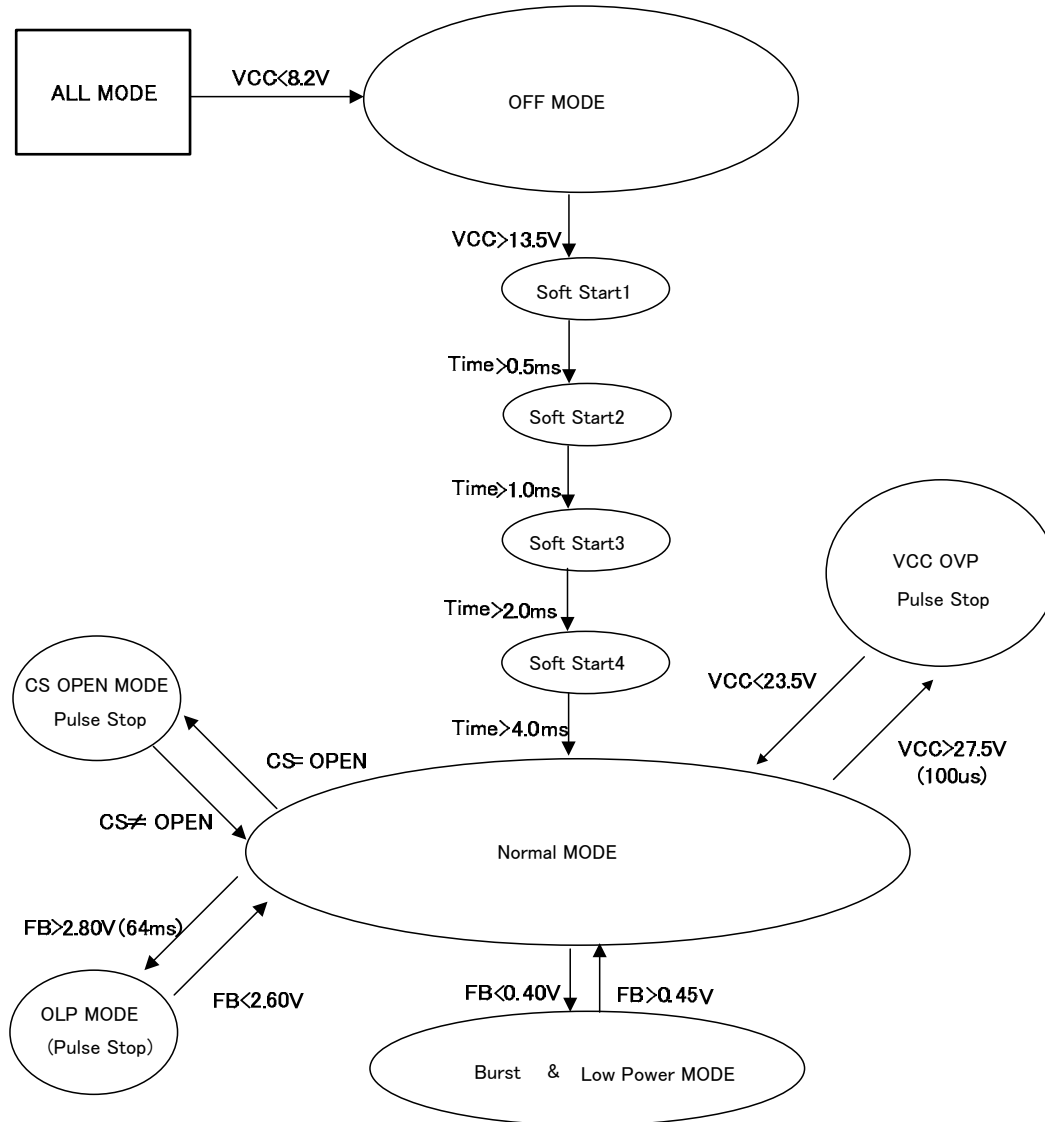 ALL MODE
VCC<8.2V
OFF MODE
VCC>13.5V
Soft Start1
Time>0.5ms
Soft Start2
Time>1.0ms
Soft Start3
Time>2.0ms
Soft Start4
Time>4.0ms
VCC OVP
Pulse Stop
VCC<23.5V
VCC>27.5V
(100us)
CS OPEN MODE
Pulse Stop
CS= OPEN
CS≠ OPEN
Normal MODE
FB>2.80V(64ms)
FB<2.60V
OLP MODE
(Pulse Stop)
FB<0.40V
FB>0.45V
Burst & Low Power MODE